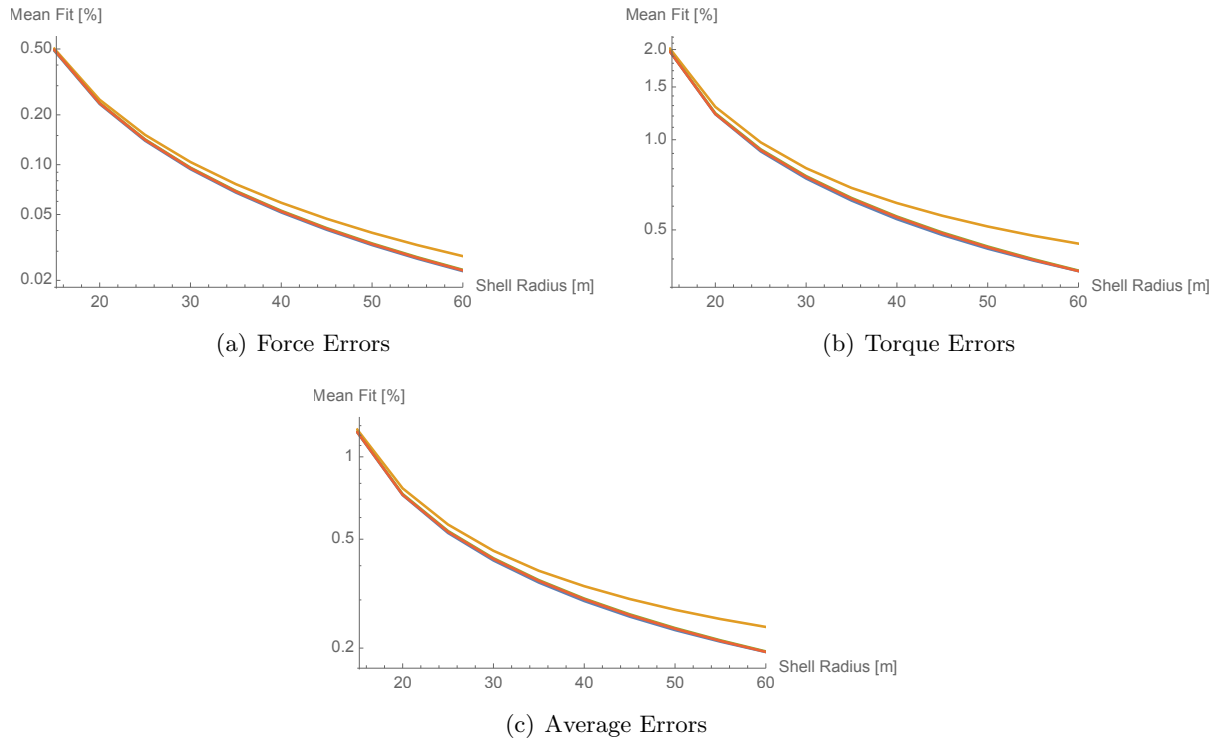 Mean Fit [%]
0.50
0.20
0.10
0.05
0.02
20 30 40 50 60
Shell Radius [m]
(a) Force Errors
Mean Fit [%]
2.0
1.5
1.0
0.5
20 30 40 50 60
Shell Radius [m]
(b) Torque Errors
Mean Fit [%]
1
0.5
0.2
20 30 40 50 60
Shell Radius [m]
(c) Average Errors